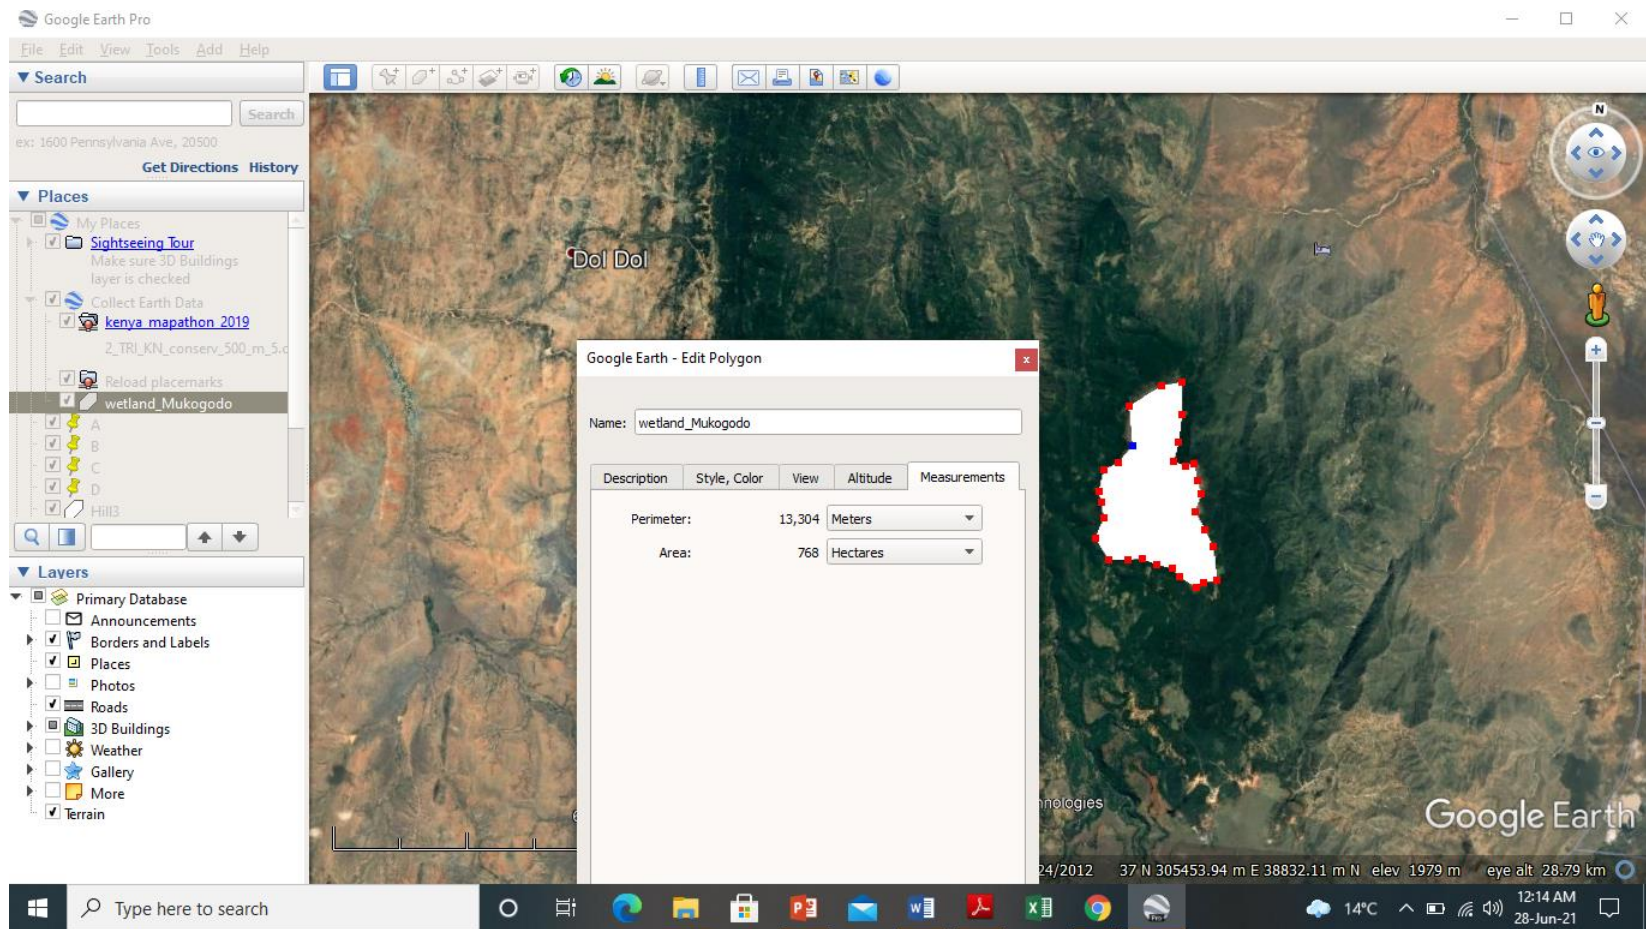 Google Earth Pro
File Edit View Tools Add Help
Search
Search
ex: 1600 Pennsylvania Ave, 20500
Get Directions History
Places
My Places
Sightseeing Tour
Make sure 3D Buildings
layer is checked
Collect Earth Data
kenya_mapathon_2019
2_TRI_KN_conserv_500_m_5.c
Reload placemarks
wetland_Mukogodo
A
B
C
D
Hill3
Layers
Primary Database
Announcements
Borders and Labels
Places
Photos
Roads
3D Buildings
Weather
Gallery
More
Terrain
N
Dol Dol
Google Earth - Edit Polygon
x
Name: wetland_Mukogodo
Description Style, Color View Altitude Measurements
Perimeter: 13,304 Meters
Area: 768 Hectares
nologies
Google Earth
24/2012 37 N 305453.94 m E 38832.11 m N elev 1979 m eye alt 28.79 km
Type here to search
14°C
12:14 AM
28-Jun-21